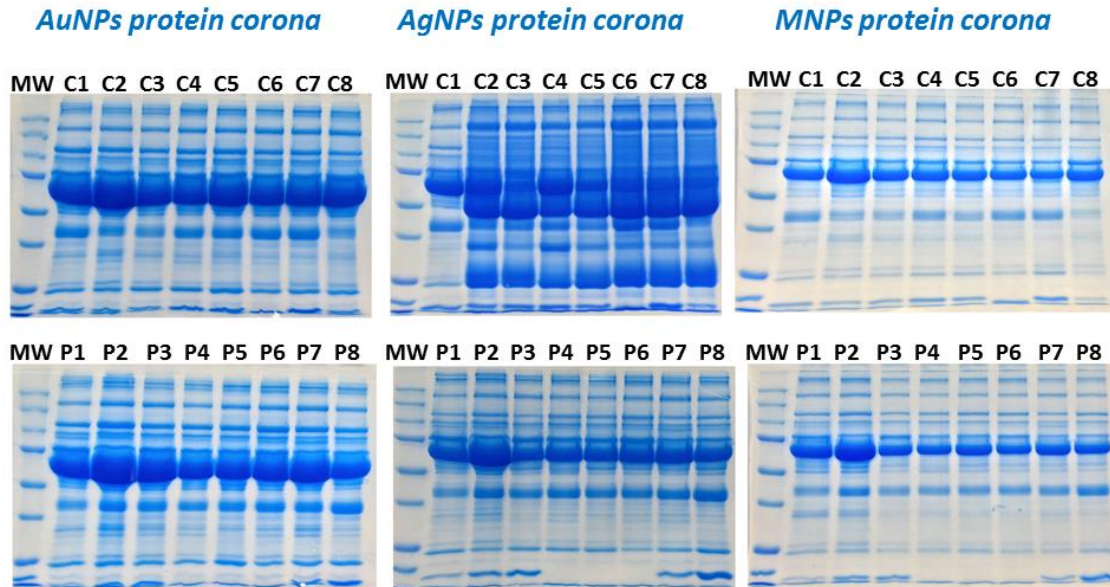 AuNPs protein corona AgNPs protein corona MNPs protein corona
MW C1 C2 C3 C4 C5 C6 C7 C8 MW C1 C2 C3 C4 C5 C6 C7 C8 MW C1 C2 C3 C4 C5 C6 C7 C8
MW P1 P2 P3 P4 P5 P6 P7 P8 MW P1 P2 P3 P4 P5 P6 P7 P8 MW P1 P2 P3 P4 P5 P6 P7 P8